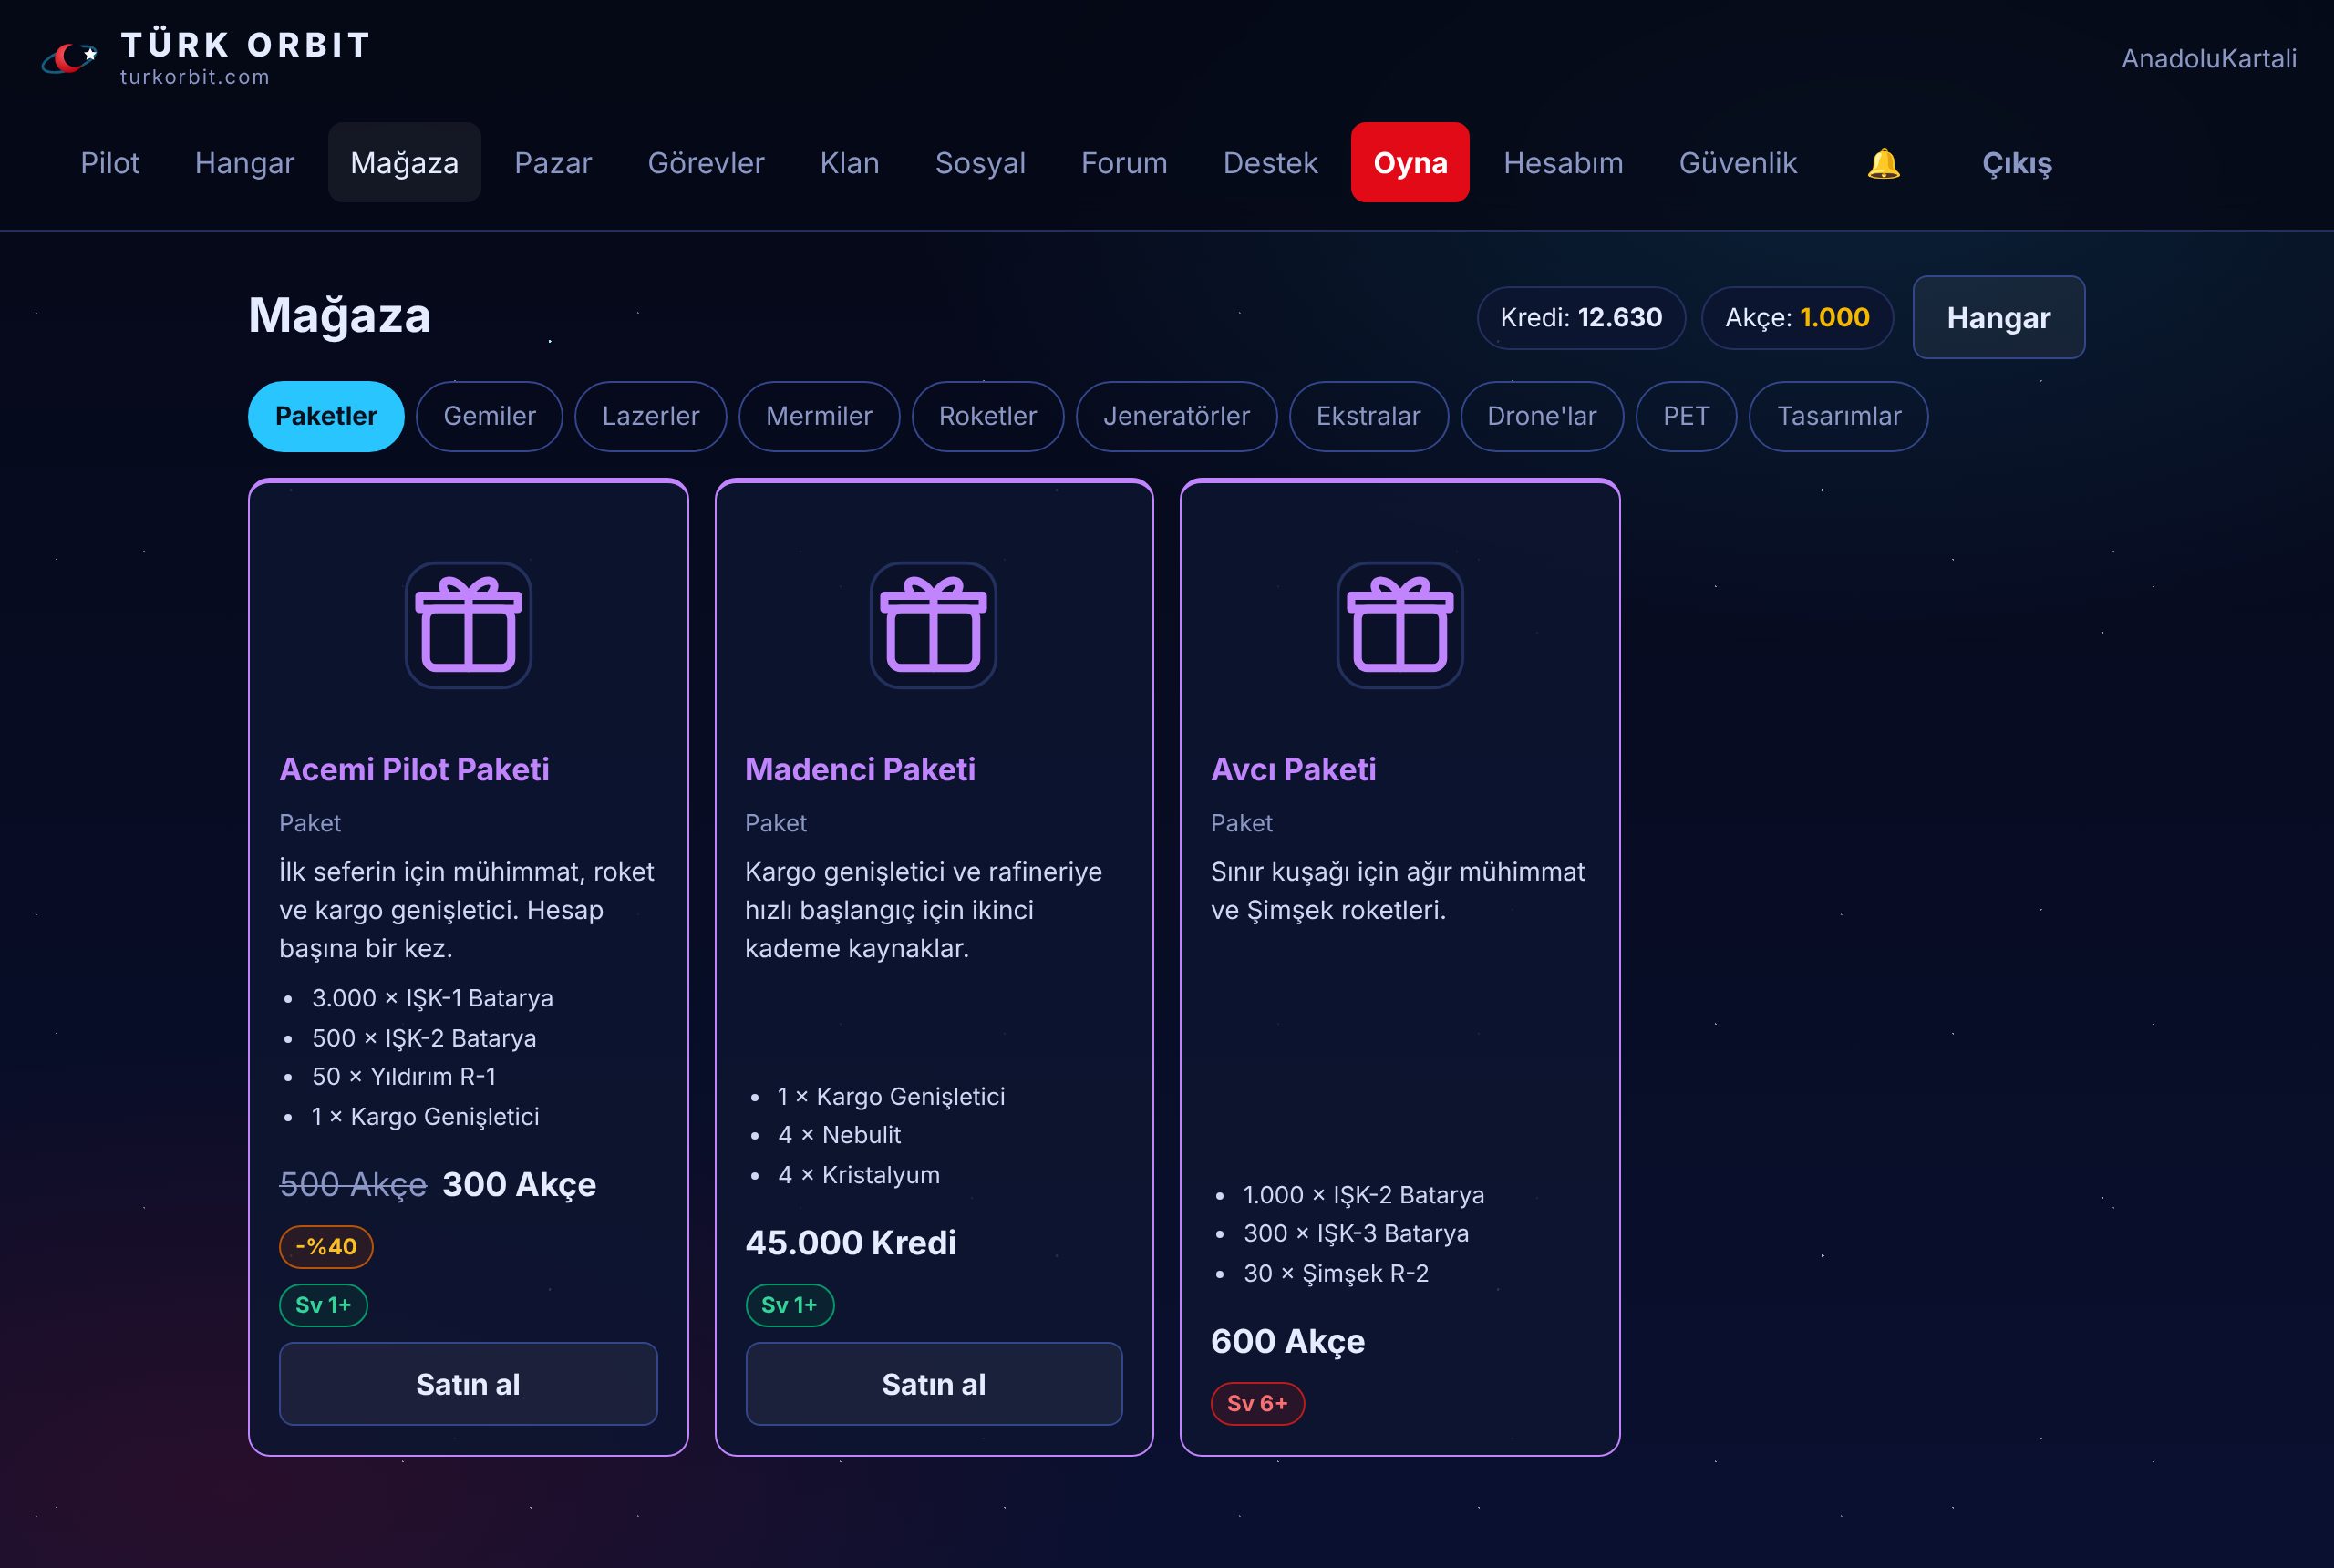 TÜRK ORBIT
turkorbit.com
AnadoluKartali
Pilot Hangar Mağaza Pazar Görevler Klan Sosyal Forum Destek Oyna Hesabım Güvenlik Çıkış
Mağaza
Kredi: 12.630 Akçe: 1.000 Hangar
Paketler Gemiler Lazerler Mermiler Roketler Jeneratörler Ekstralar Drone'lar PET Tasarımlar
Acemi Pilot Paketi
Paket
İlk seferin için mühimmat, roket
ve kargo genişletici. Hesap
başına bir kez.
• 3.000 × IŞK-1 Batarya
• 500 × IŞK-2 Batarya
• 50 × Yıldırım R-1
• 1 × Kargo Genişletici
500 Akçe 300 Akçe
-%40
Sv 1+
Satın al
Madenci Paketi
Paket
Kargo genişletici ve rafineriye
hızlı başlangıç için ikinci
kademe kaynaklar.
• 1 × Kargo Genişletici
• 4 × Nebulit
• 4 × Kristalyum
45.000 Kredi
Sv 1+
Satın al
Avcı Paketi
Paket
Sınır kuşağı için ağır mühimmat
ve Şimşek roketleri.
• 1.000 × IŞK-2 Batarya
• 300 × IŞK-3 Batarya
• 30 × Şimşek R-2
600 Akçe
Sv 6+